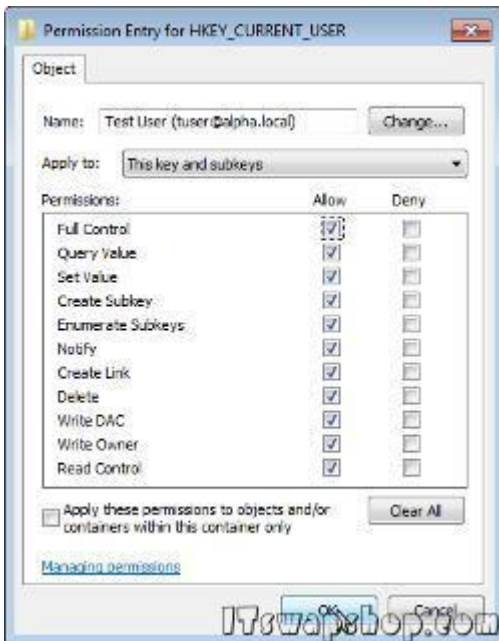 Permission Entry for HKEY_CURRENT_USER
Object
Name: Test User (tuser@alpha.local) Change...
Apply to: This key and subkeys
Permissions: Allow Deny
Full Control
Query Value
Set Value
Create Subkey
Enumerate Subkeys
Notify
Create Link
Delete
Write DAC
Write Owner
Read Control
Apply these permissions to objects and/or
containers within this container only
Clear All
Managing permissions
OK Cancel
ITswapshop.com